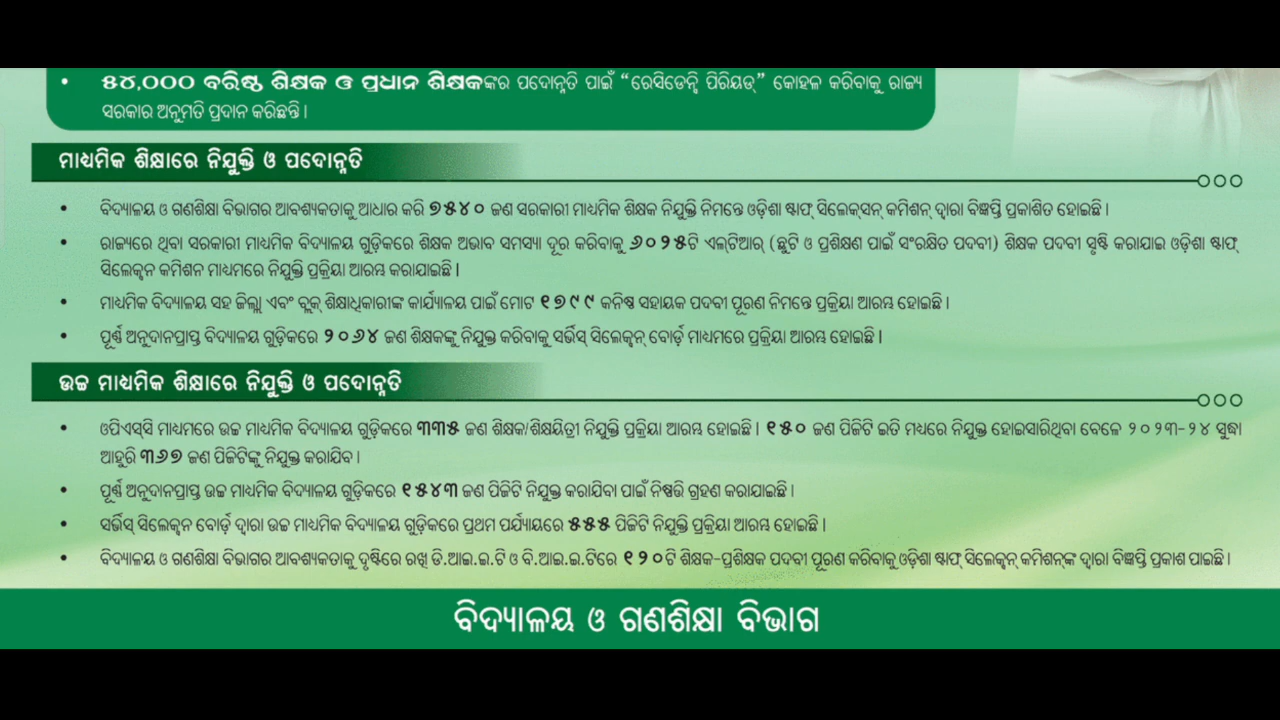 • ୫୪,୦୦୦ ବରିଷ୍ଠ ଶିକ୍ଷକ ଓ ପ୍ରଧାନ ଶିକ୍ଷକଙ୍କର ପଦୋନ୍ନତି ପାଇଁ “ରେସିଡେନ୍ସି ପିରିୟଡ୍” କୋହଳ କରିବାକୁ ରାଜ୍ୟ
ସରକାର ଅନୁମତି ପ୍ରଦାନ କରିଛନ୍ତି ।
ମାଧ୍ୟମିକ ଶିକ୍ଷାରେ ନିଯୁକ୍ତି ଓ ପଦୋନ୍ନତି
• ବିଦ୍ୟାଳୟ ଓ ଗଣଶିକ୍ଷା ବିଭାଗର ଆବଶ୍ୟକତାକୁ ଆଧାର କରି ୭୫୪୦ ଜଣ ସରକାରୀ ମାଧ୍ୟମିକ ଶିକ୍ଷକ ନିଯୁକ୍ତି ନିମନ୍ତେ ଓଡ଼ିଶା ଷ୍ଟାଫ୍ ସିଲେକ୍‌ସନ୍ କମିଶନ୍ ଦ୍ୱାରା ବିଜ୍ଞପ୍ତି ପ୍ରକାଶିତ ହୋଇଛି ।
• ରାଜ୍ୟରେ ଥିବା ସରକାରୀ ମାଧ୍ୟମିକ ବିଦ୍ୟାଳୟ ଗୁଡ଼ିକରେ ଶିକ୍ଷକ ଅଭାବ ସମସ୍ୟା ଦୂର କରିବାକୁ ୬୦୨୫ଟି ଏଲ୍‌ଟିଆର୍ (ଛୁଟି ଓ ପ୍ରଶିକ୍ଷଣ ପାଇଁ ସଂରକ୍ଷିତ ପଦବୀ) ଶିକ୍ଷକ ପଦବୀ ସୃଷ୍ଟି କରାଯାଇ ଓଡ଼ିଶା ଷ୍ଟାଫ୍
ସିଲେକ୍ସନ କମିଶନ ମାଧ୍ୟମରେ ନିଯୁକ୍ତି ପ୍ରକ୍ରିୟା ଆରମ୍ଭ କରାଯାଇଛି ।
• ମାଧ୍ୟମିକ ବିଦ୍ୟାଳୟ ସହ ଜିଲ୍ଲା ଏବଂ ବ୍ଲକ୍ ଶିକ୍ଷାଧିକାରୀଙ୍କ କାର୍ଯ୍ୟାଳୟ ପାଇଁ ମୋଟ ୧୭୯୯ କନିଷ୍ଠ ସହାୟକ ପଦବୀ ପୂରଣ ନିମନ୍ତେ ପ୍ରକ୍ରିୟା ଆରମ୍ଭ ହୋଇଛି ।
• ପୂର୍ଣ୍ଣ ଅନୁଦାନପ୍ରାପ୍ତ ବିଦ୍ୟାଳୟ ଗୁଡ଼ିକରେ ୨୦୬୪ ଜଣ ଶିକ୍ଷକଙ୍କୁ ନିଯୁକ୍ତ କରିବାକୁ ସର୍ଭିସ୍ ସିଲେକ୍ସନ୍ ବୋର୍ଡ଼ ମାଧ୍ୟମରେ ପ୍ରକ୍ରିୟା ଆରମ୍ଭ ହୋଇଛି ।
ଉଚ୍ଚ ମାଧ୍ୟମିକ ଶିକ୍ଷାରେ ନିଯୁକ୍ତି ଓ ପଦୋନ୍ନତି
• ଓପିଏସ୍‌ସି ମାଧ୍ୟମରେ ଉଚ୍ଚ ମାଧ୍ୟମିକ ବିଦ୍ୟାଳୟ ଗୁଡ଼ିକରେ ୩୩୫ ଜଣ ଶିକ୍ଷକ/ଶିକ୍ଷୟିତ୍ରୀ ନିଯୁକ୍ତି ପ୍ରକ୍ରିୟା ଆରମ୍ଭ ହୋଇଛି । ୧୫୦ ଜଣ ପିଜିଟି ଇତି ମଧ୍ୟରେ ନିଯୁକ୍ତ ହୋଇସାରିଥିବା ବେଳେ ୨୦୨୩-୨୪ ସୁଦ୍ଧା
ଆହୁରି ୩୬୭ ଜଣ ପିଜିଟିଙ୍କୁ ନିଯୁକ୍ତ କରାଯିବ ।
• ପୂର୍ଣ୍ଣ ଅନୁଦାନପ୍ରାପ୍ତ ଉଚ୍ଚ ମାଧ୍ୟମିକ ବିଦ୍ୟାଳୟ ଗୁଡ଼ିକରେ ୧୫୪୩ ଜଣ ପିଜିଟି ନିଯୁକ୍ତ କରାଯିବା ପାଇଁ ନିଷ୍ପତ୍ତି ଗ୍ରହଣ କରାଯାଇଛି ।
• ସର୍ଭିସ୍ ସିଲେକ୍ସନ ବୋର୍ଡ଼ ଦ୍ୱାରା ଉଚ୍ଚ ମାଧ୍ୟମିକ ବିଦ୍ୟାଳୟ ଗୁଡ଼ିକରେ ପ୍ରଥମ ପର୍ଯ୍ୟାୟରେ ୫୫୫ ପିଜିଟି ନିଯୁକ୍ତି ପ୍ରକ୍ରିୟା ଆରମ୍ଭ ହୋଇଛି ।
• ବିଦ୍ୟାଳୟ ଓ ଗଣଶିକ୍ଷା ବିଭାଗର ଆବଶ୍ୟକତାକୁ ଦୃଷ୍ଟିରେ ରଖି ଡି.ଆଇ.ଇ.ଟି ଓ ବି.ଆଇ.ଇ.ଟିରେ ୧୨୦ଟି ଶିକ୍ଷକ-ପ୍ରଶିକ୍ଷକ ପଦବୀ ପୂରଣ କରିବାକୁ ଓଡ଼ିଶା ଷ୍ଟାଫ୍ ସିଲେକ୍ସନ୍ କମିଶନ୍‌ଙ୍କ ଦ୍ୱାରା ବିଜ୍ଞପ୍ତି ପ୍ରକାଶ ପାଇଛି ।
ବିଦ୍ୟାଳୟ ଓ ଗଣଶିକ୍ଷା ବିଭାଗ